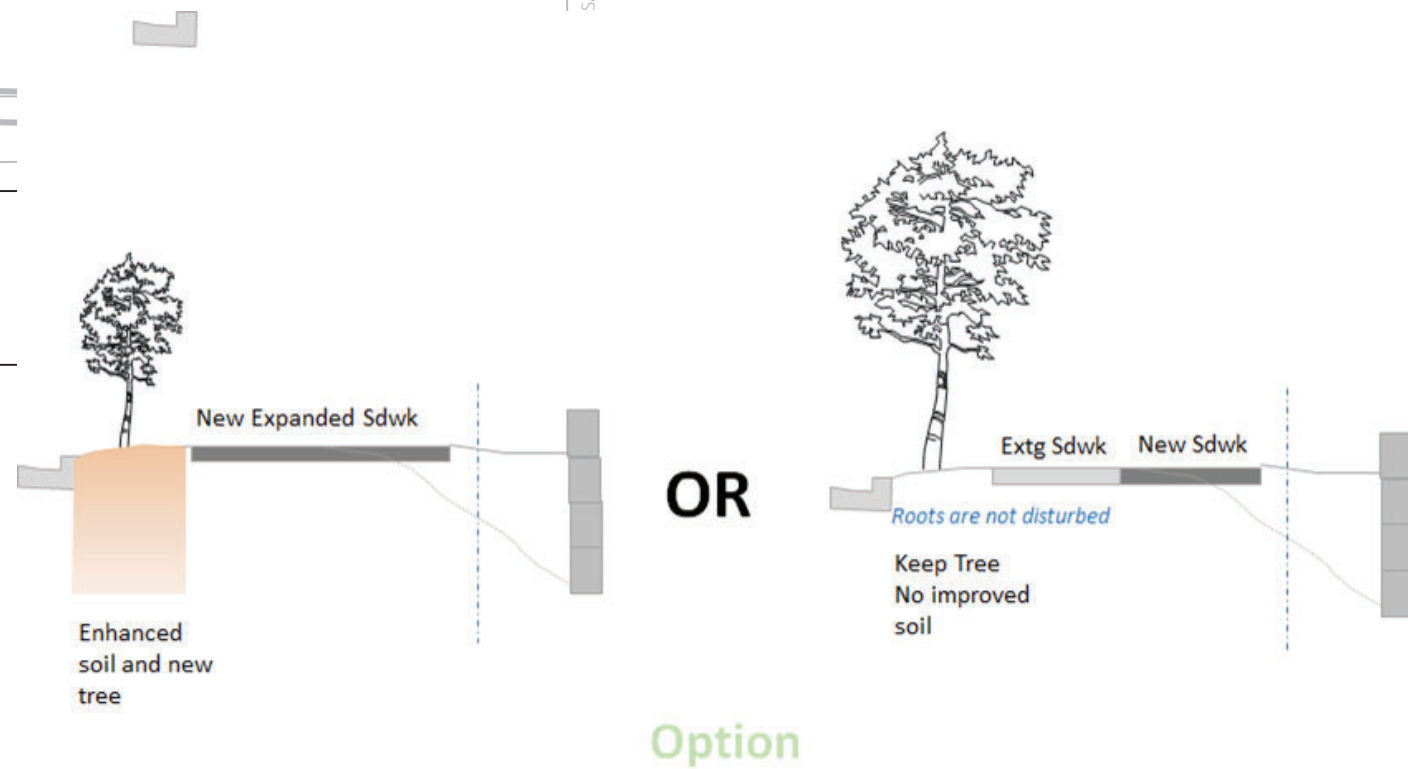 New Expanded Sdwk
Enhanced
soil and new
tree
OR
Extg Sdwk New Sdwk
Roots are not disturbed
Keep Tree
No improved
soil
Option